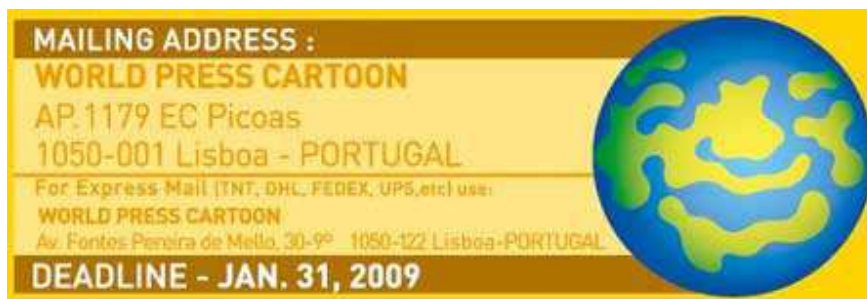 MAILING ADDRESS :
WORLD PRESS CARTOON
AP.1179 EC Picoas
1050-001 Lisboa - PORTUGAL
For Express Mail (TNT, DHL, FEDEX, UPS,etc) use:
WORLD PRESS CARTOON
Av. Fontes Pereira de Mello, 30-9º 1050-122 Lisboa-PORTUGAL
DEADLINE - JAN. 31, 2009